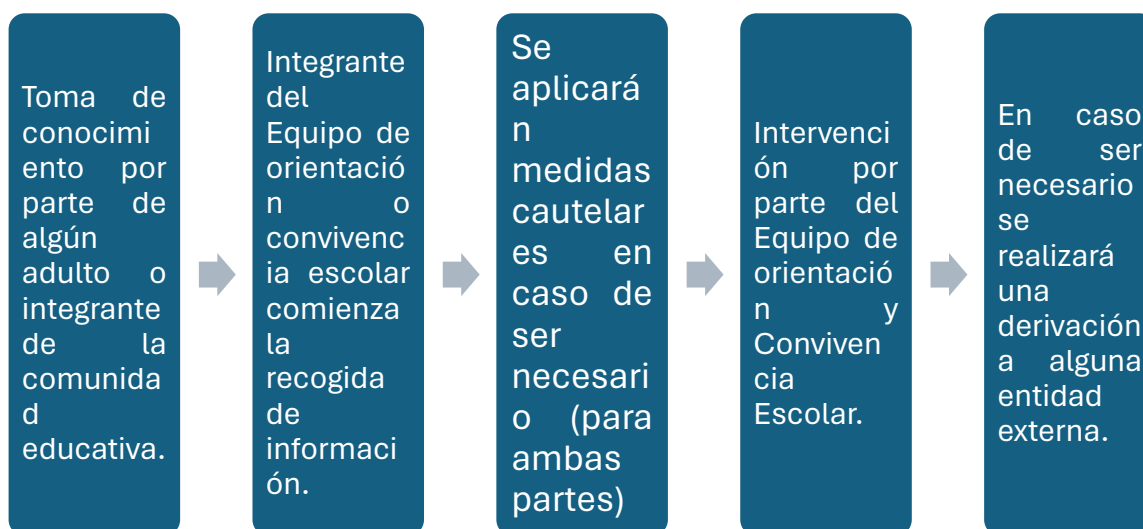 Toma de
conocimi
ento por
parte de
algún
adulto o
integrante
de la
comunida
d
educativa.
Integrante
del
Equipo de
orientació
n o
convivenc
ia escolar
comienza
la
recogida
de
informaci
ón.
Se
aplicará
n
medidas
cautelar
es en
caso de
ser
necesari
o (para
ambas
partes)
Intervenci
ón por
parte del
Equipo de
orientació
n y
Conviven
cia
Escolar.
En caso
de ser
necesario
se
realizará
una
derivación
a alguna
entidad
externa.